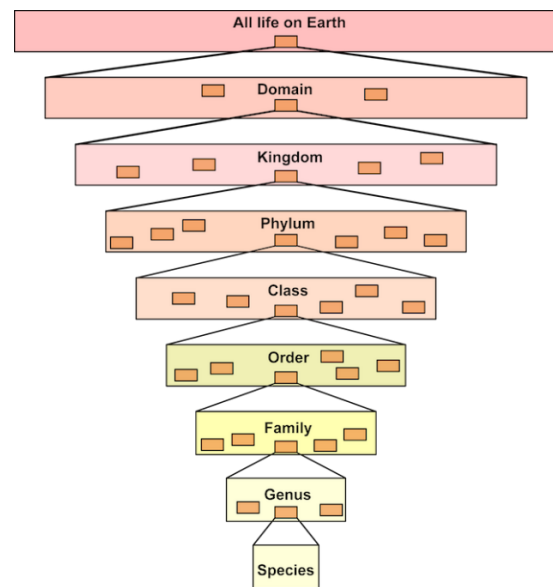 All life on Earth
Domain
Kingdom
Phylum
Class
Order
Family
Genus
Species